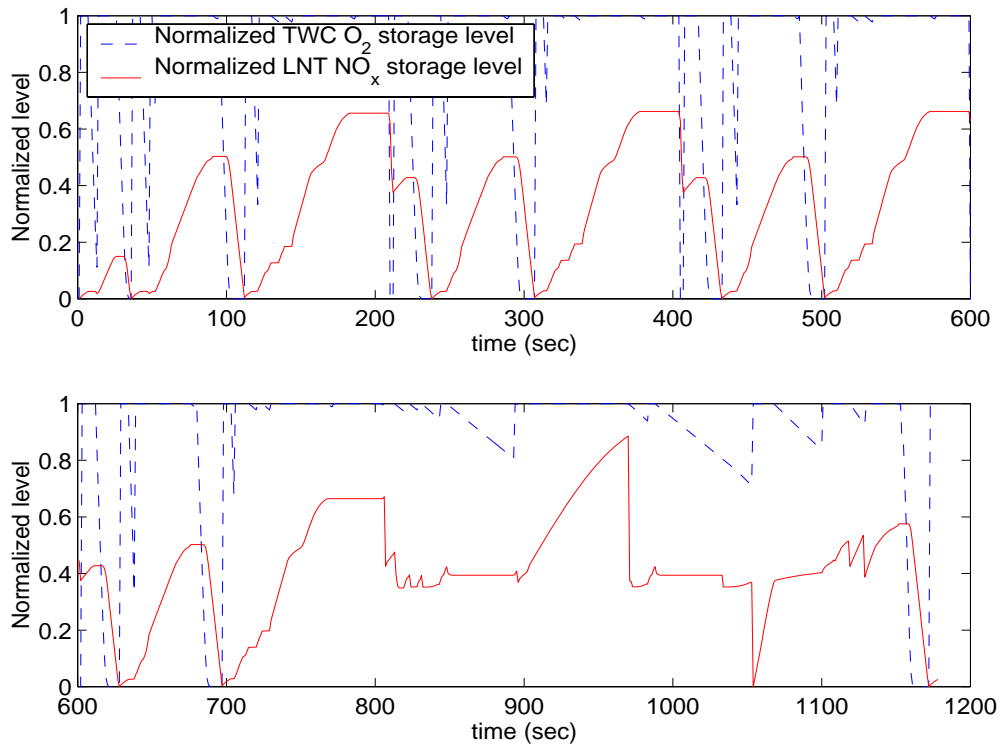 1
0.8
0.6
0.4
0.2
0
Normalized level
Normalized TWC O2 storage level
Normalized LNT NOx storage level
0 100 200 300 400 500 600
time (sec)
1
0.8
0.6
0.4
0.2
0
Normalized level
600 700 800 900 1000 1100 1200
time (sec)